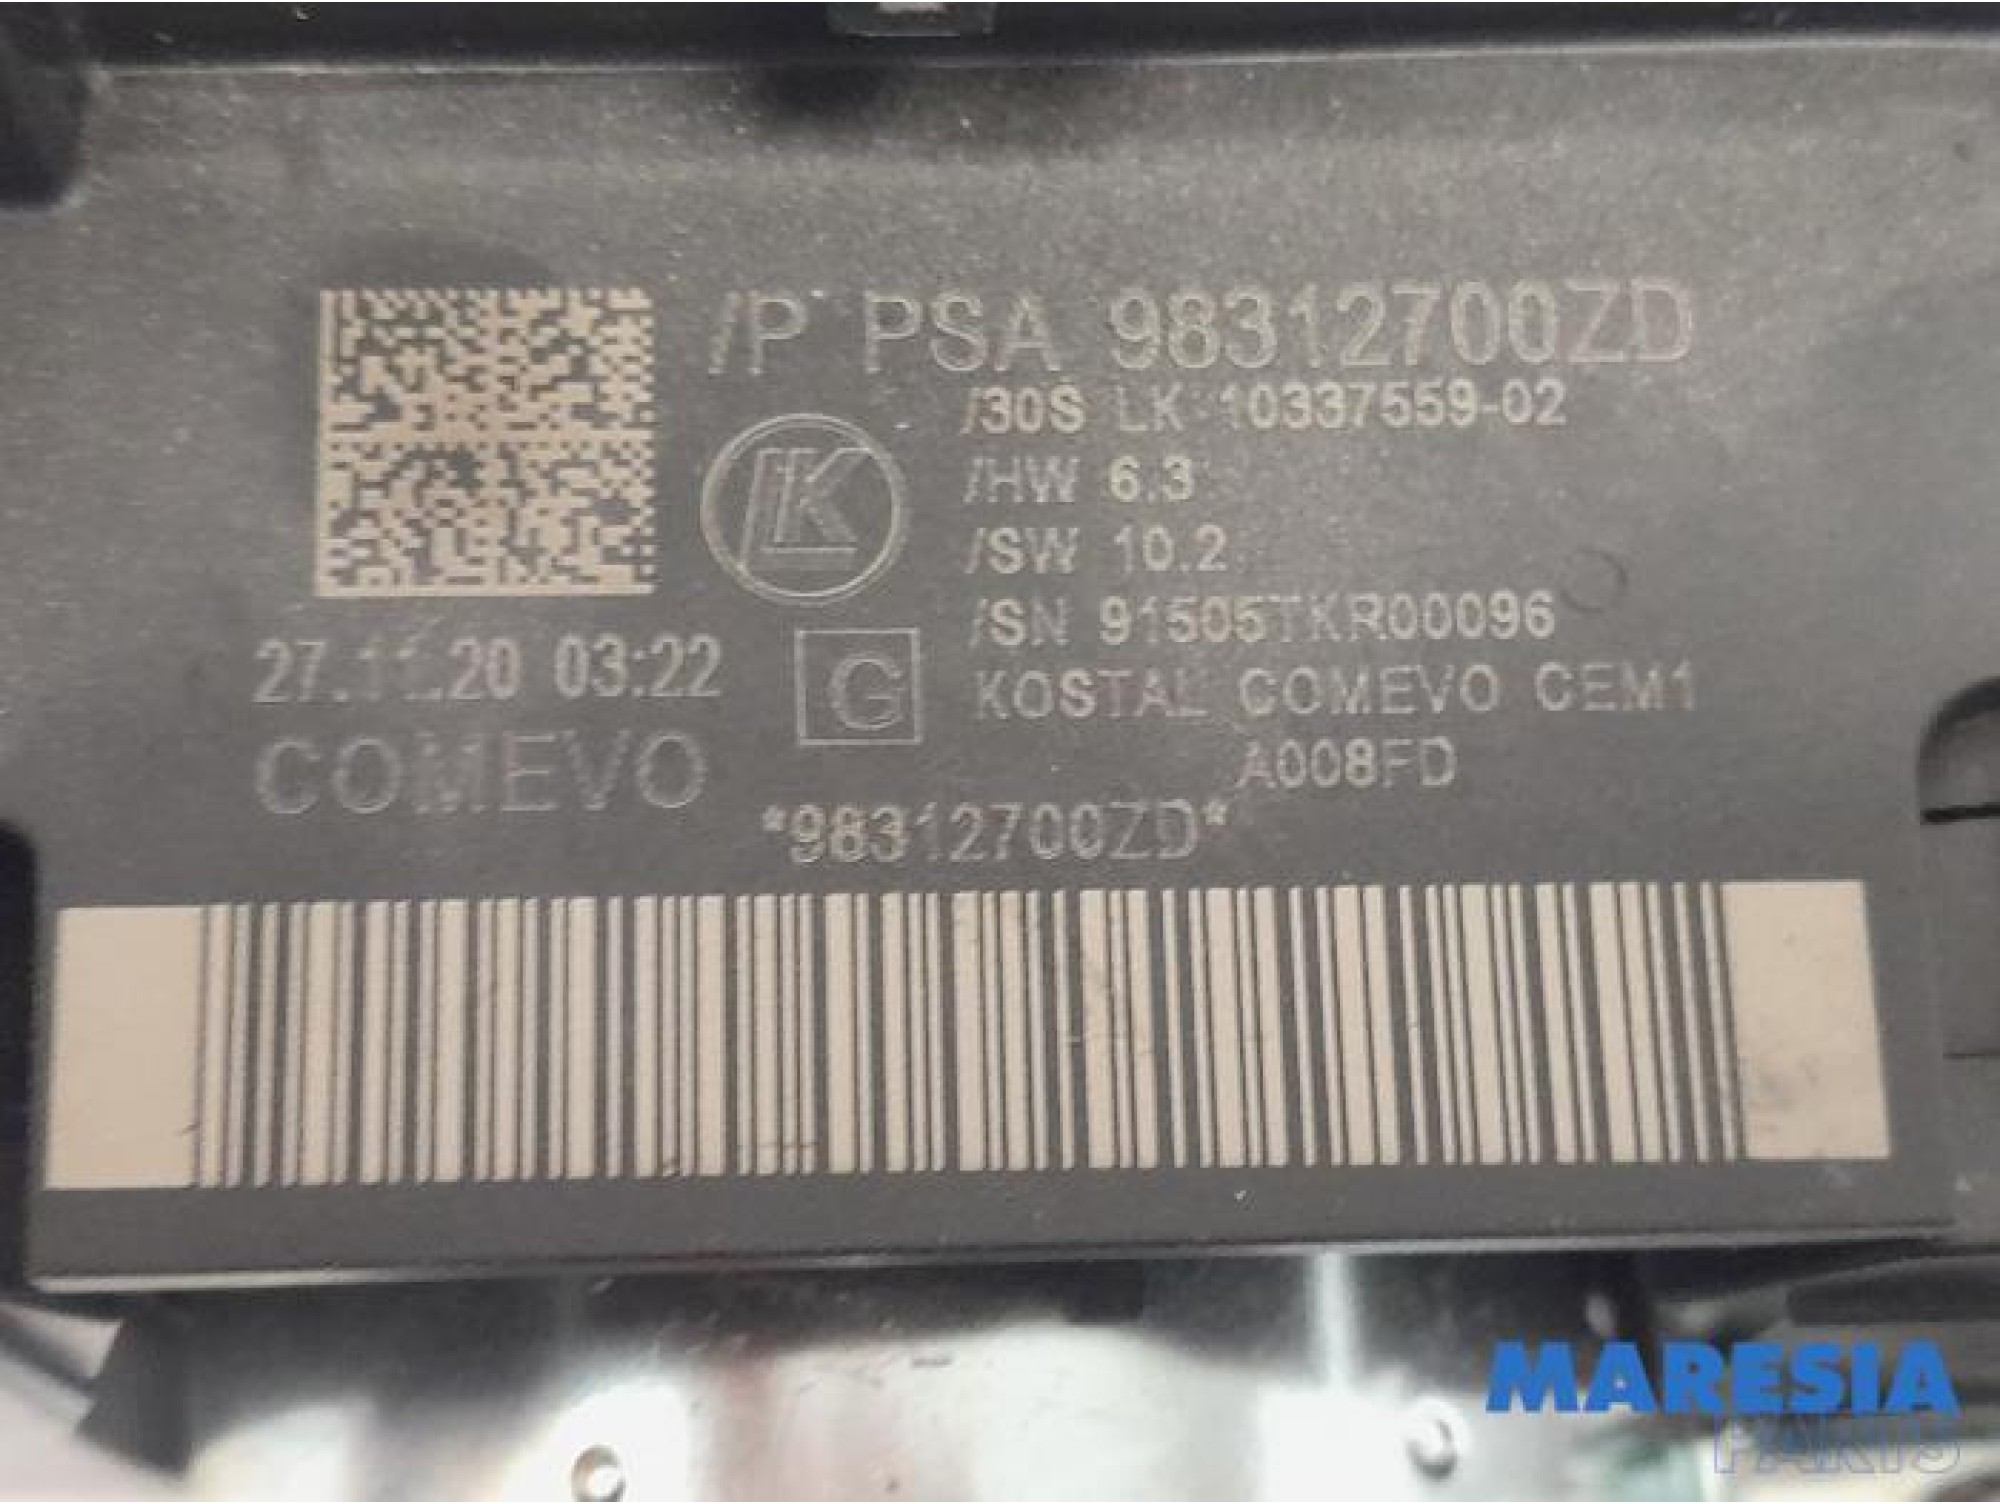 /P PSA 98312700ZD
/30S LK 10337559-02
LK
/HW 6.3
/SW 10.2
/SN 91505TKR00096
27.11.20 03:22
G
KOSTAL COMEVO CEM1
COMEVO
A008FD
*98312700ZD*
MARESIA
PARTS